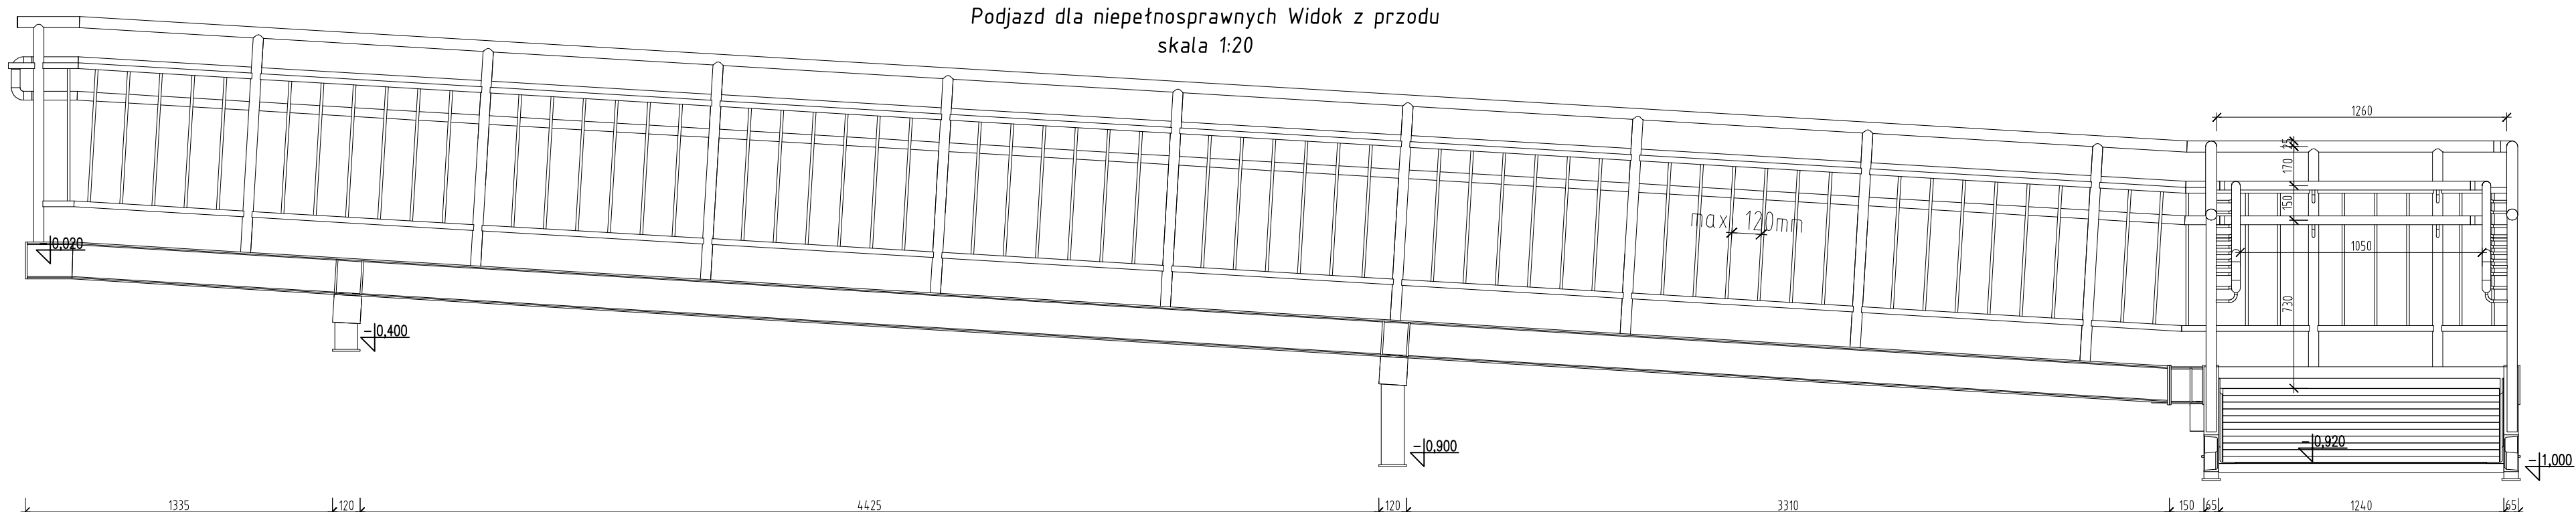 Podjazd dla niepełnosprawnych Widok z przodu
skala 1:20
1260
25
170
150
730
1050
max 120mm
-0,020
-0,400
-0,900
-0,920
-1,000
1335 120 4425 120 3310 150 65 1240 65